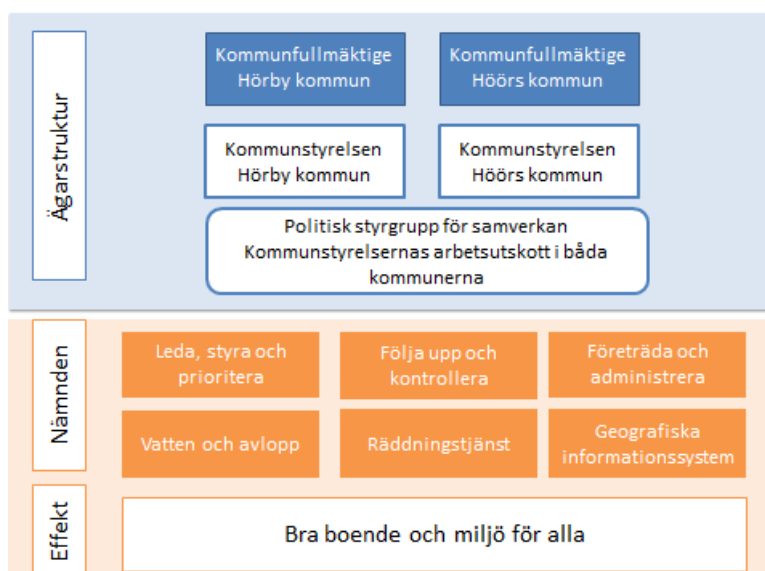 Ägarstruktur
Kommunfullmäktige
Hörby kommun
Kommunfullmäktige
Höörs kommun
Kommunstyrelsen
Hörby kommun
Kommunstyrelsen
Höörs kommun
Politisk styrgrupp för samverkan
Kommunstyrelsernas arbetsutskott i båda
kommunerna
Nämnden
Leda, styra och
prioritera
Följa upp och
kontrollera
Företräda och
administrera
Vatten och avlopp
Räddningstjänst
Geografiska
informationssystem
Effekt
Bra boende och miljö för alla